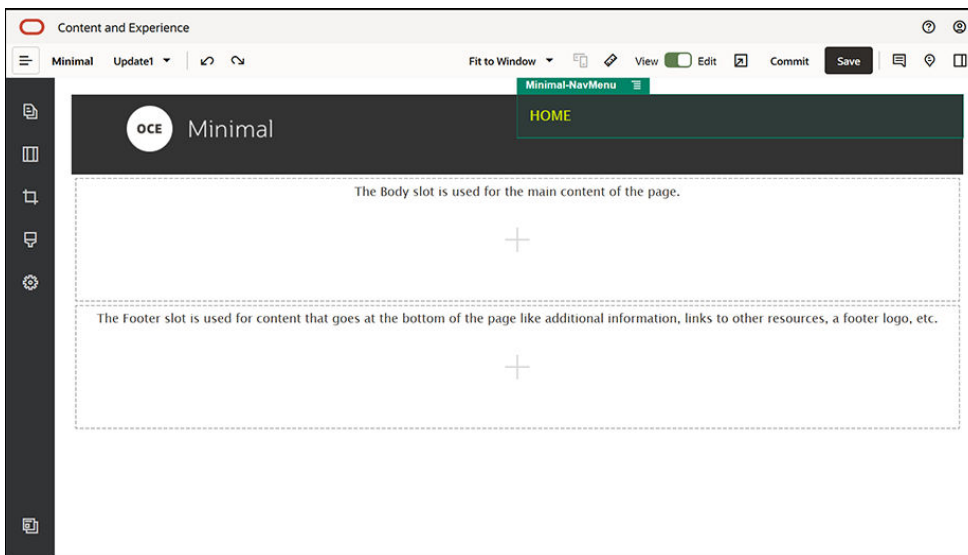 Content and Experience
Minimal Update1 Fit to Window View Edit Commit Save
Minimal-NavMenu
HOME
OCE Minimal
The Body slot is used for the main content of the page.
The Footer slot is used for content that goes at the bottom of the page like additional information, links to other resources, a footer logo, etc.